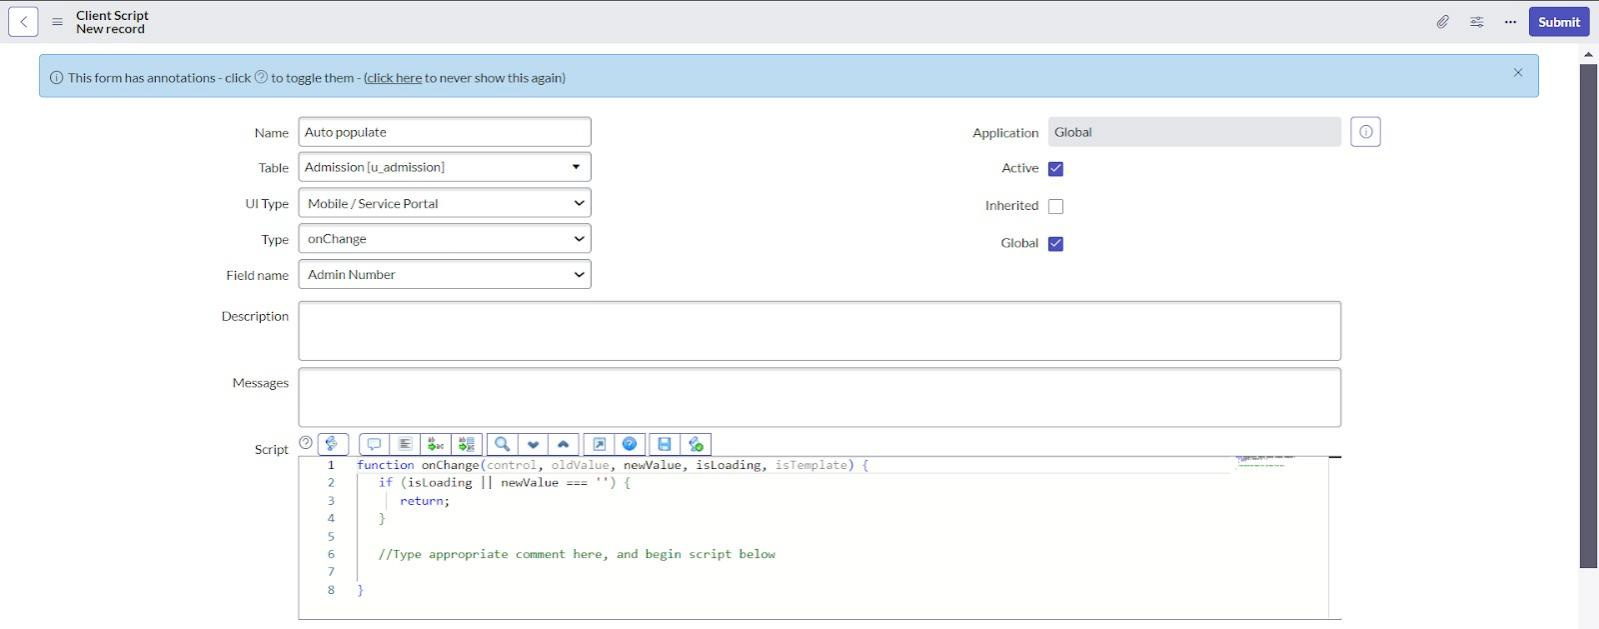 Client Script
New record
Submit
This form has annotations - click ? to toggle them - (click here to never show this again)
Name Auto populate
Application Global
Table Admission [u_admission]
Active
UI Type Mobile / Service Portal
Inherited
Type onChange
Global
Field name Admin Number
Description
Messages
Script
1 function onChange(control, oldValue, newValue, isLoading, isTemplate) {
2 if (isLoading || newValue === '') {
3 return;
4 }
5
6 //Type appropriate comment here, and begin script below
7
8 }